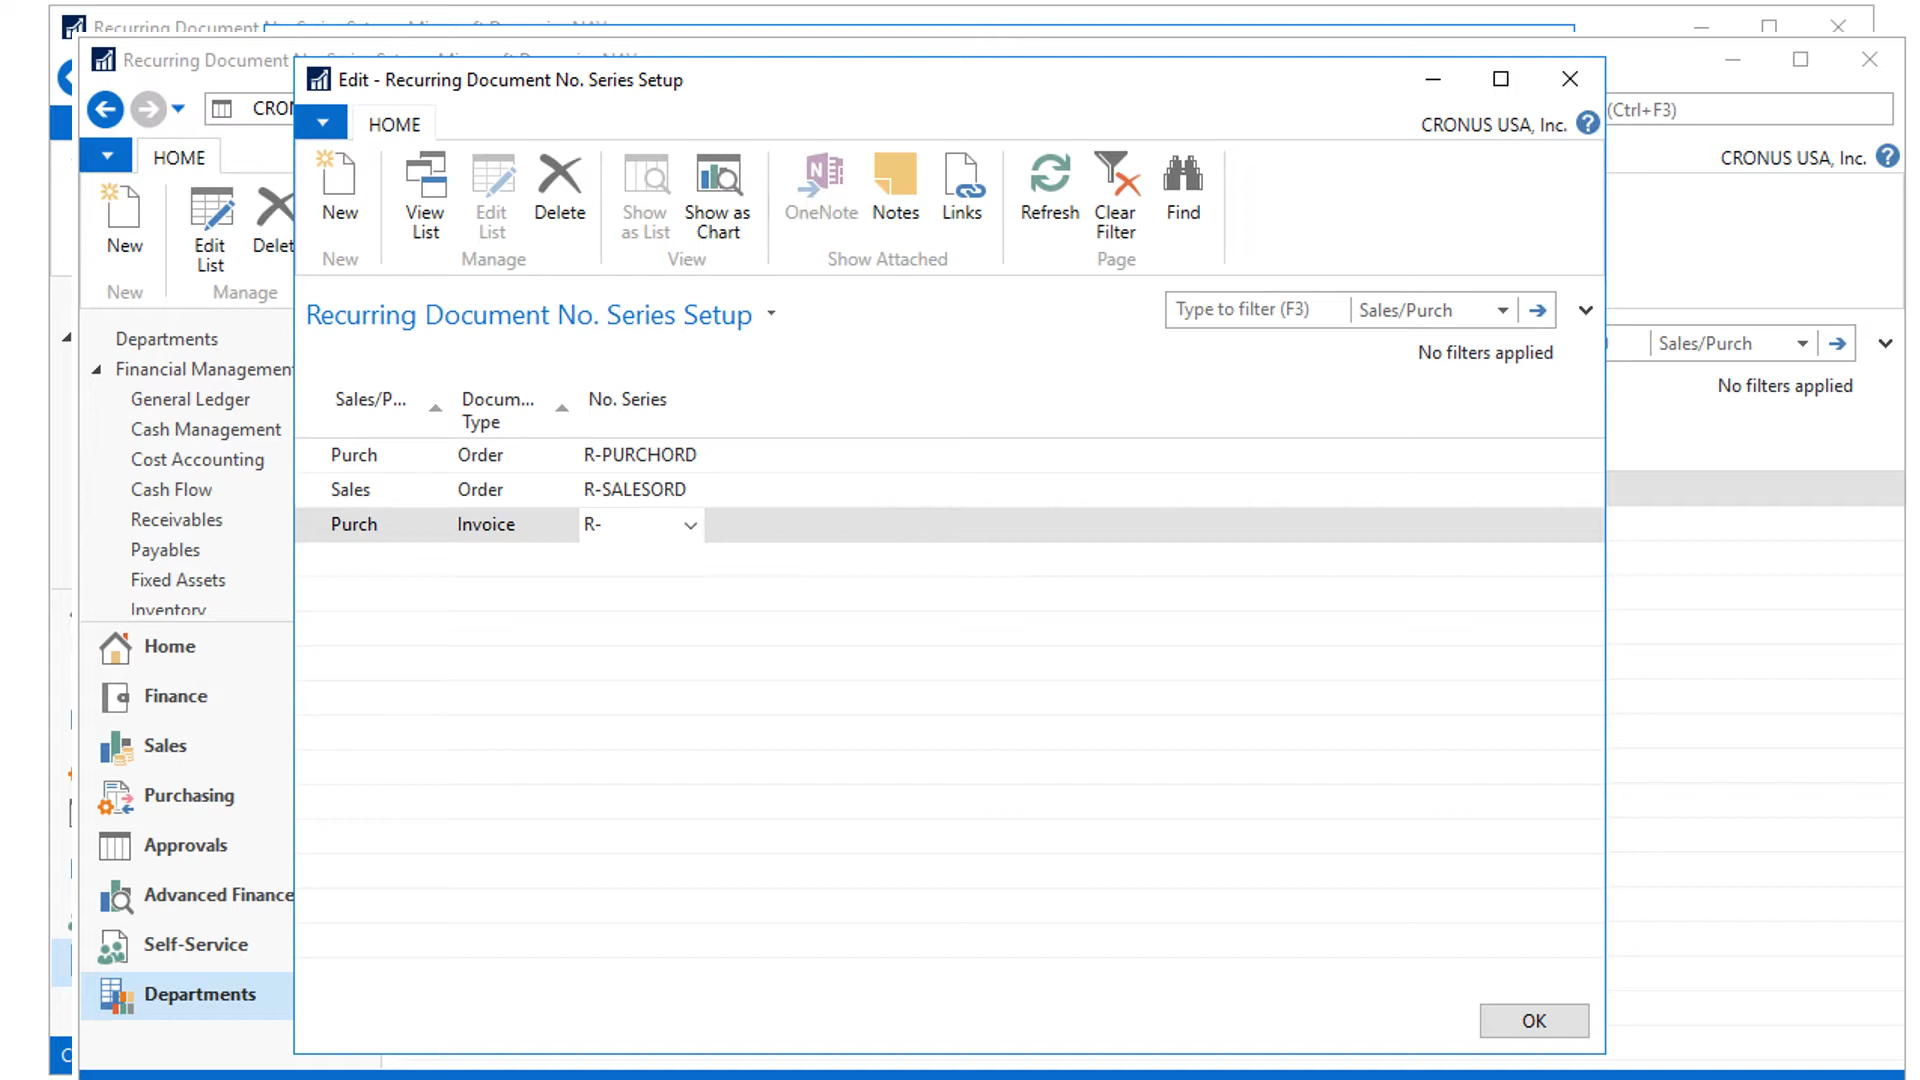 Recurring Document
Recurring Document
Edit - Recurring Document No. Series Setup
CRON
(Ctrl+F3)
HOME
CRONUS USA, Inc.
HOME
CRONUS USA, Inc.
New
View List
Edit List
Delete
Show as List
Show as Chart
OneNote
Notes
Links
Refresh
Clear Filter
Find
New
Manage
View
Show Attached
Page
New
Edit List
Delet
New
Manage
Recurring Document No. Series Setup
Type to filter (F3)
Sales/Purch
No filters applied
Sales/Purch
No filters applied
Sales/P...
Docum... Type
No. Series
Purch Order R-PURCHORD
Sales Order R-SALESORD
Purch Invoice R-
Departments
Financial Management
General Ledger
Cash Management
Cost Accounting
Cash Flow
Receivables
Payables
Fixed Assets
Inventory
Home
Finance
Sales
Purchasing
Approvals
Advanced Finance
Self-Service
Departments
OK